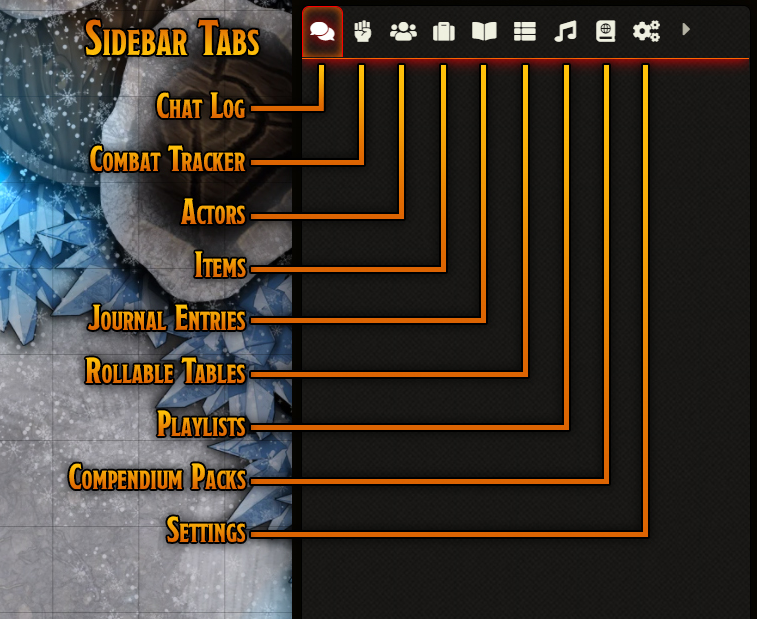 Sidebar Tabs
Chat Log
Combat Tracker
Actors
Items
Journal Entries
Rollable Tables
Playlists
Compendium Packs
Settings